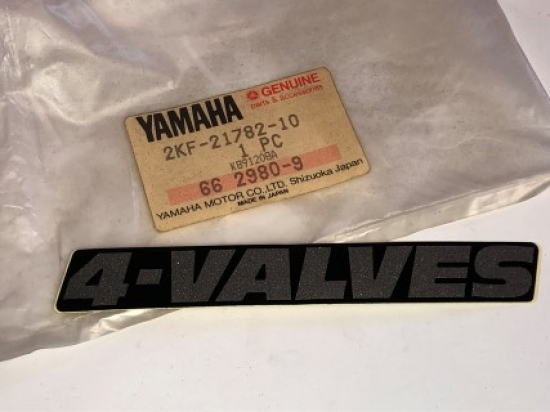 YAMAHA
GENUINE
parts & accessories
2KF-21782-10
1 PC
KB9120BA
66 2980-9
YAMAHA MOTOR CO.,LTD. Shizuoka Japan
MADE IN JAPAN
4-VALVES